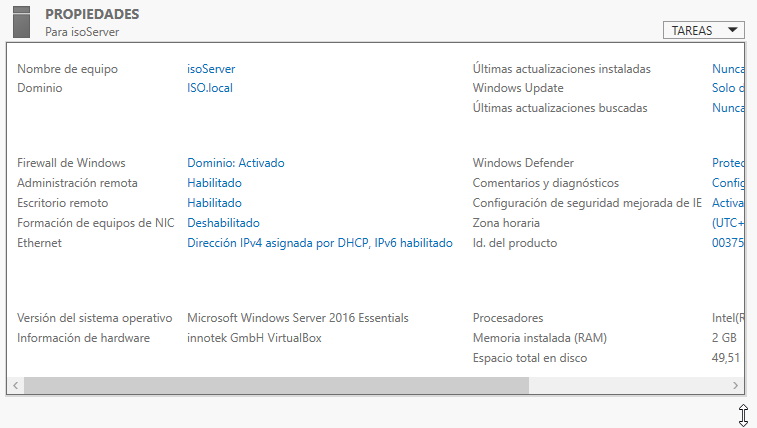 PROPIEDADES
Para isoServer
TAREAS
Nombre de equipo isoServer
Dominio ISO.local
Últimas actualizaciones instaladas Nunca
Windows Update Solo d
Últimas actualizaciones buscadas Nunca
Firewall de Windows Dominio: Activado
Administración remota Habilitado
Escritorio remoto Habilitado
Formación de equipos de NIC Deshabilitado
Ethernet Dirección IPv4 asignada por DHCP, IPv6 habilitado
Windows Defender Protec
Comentarios y diagnósticos Config
Configuración de seguridad mejorada de IE Activa
Zona horaria (UTC+
Id. del producto 00375
Versión del sistema operativo Microsoft Windows Server 2016 Essentials
Información de hardware innotek GmbH VirtualBox
Procesadores Intel(R
Memoria instalada (RAM) 2 GB
Espacio total en disco 49,51